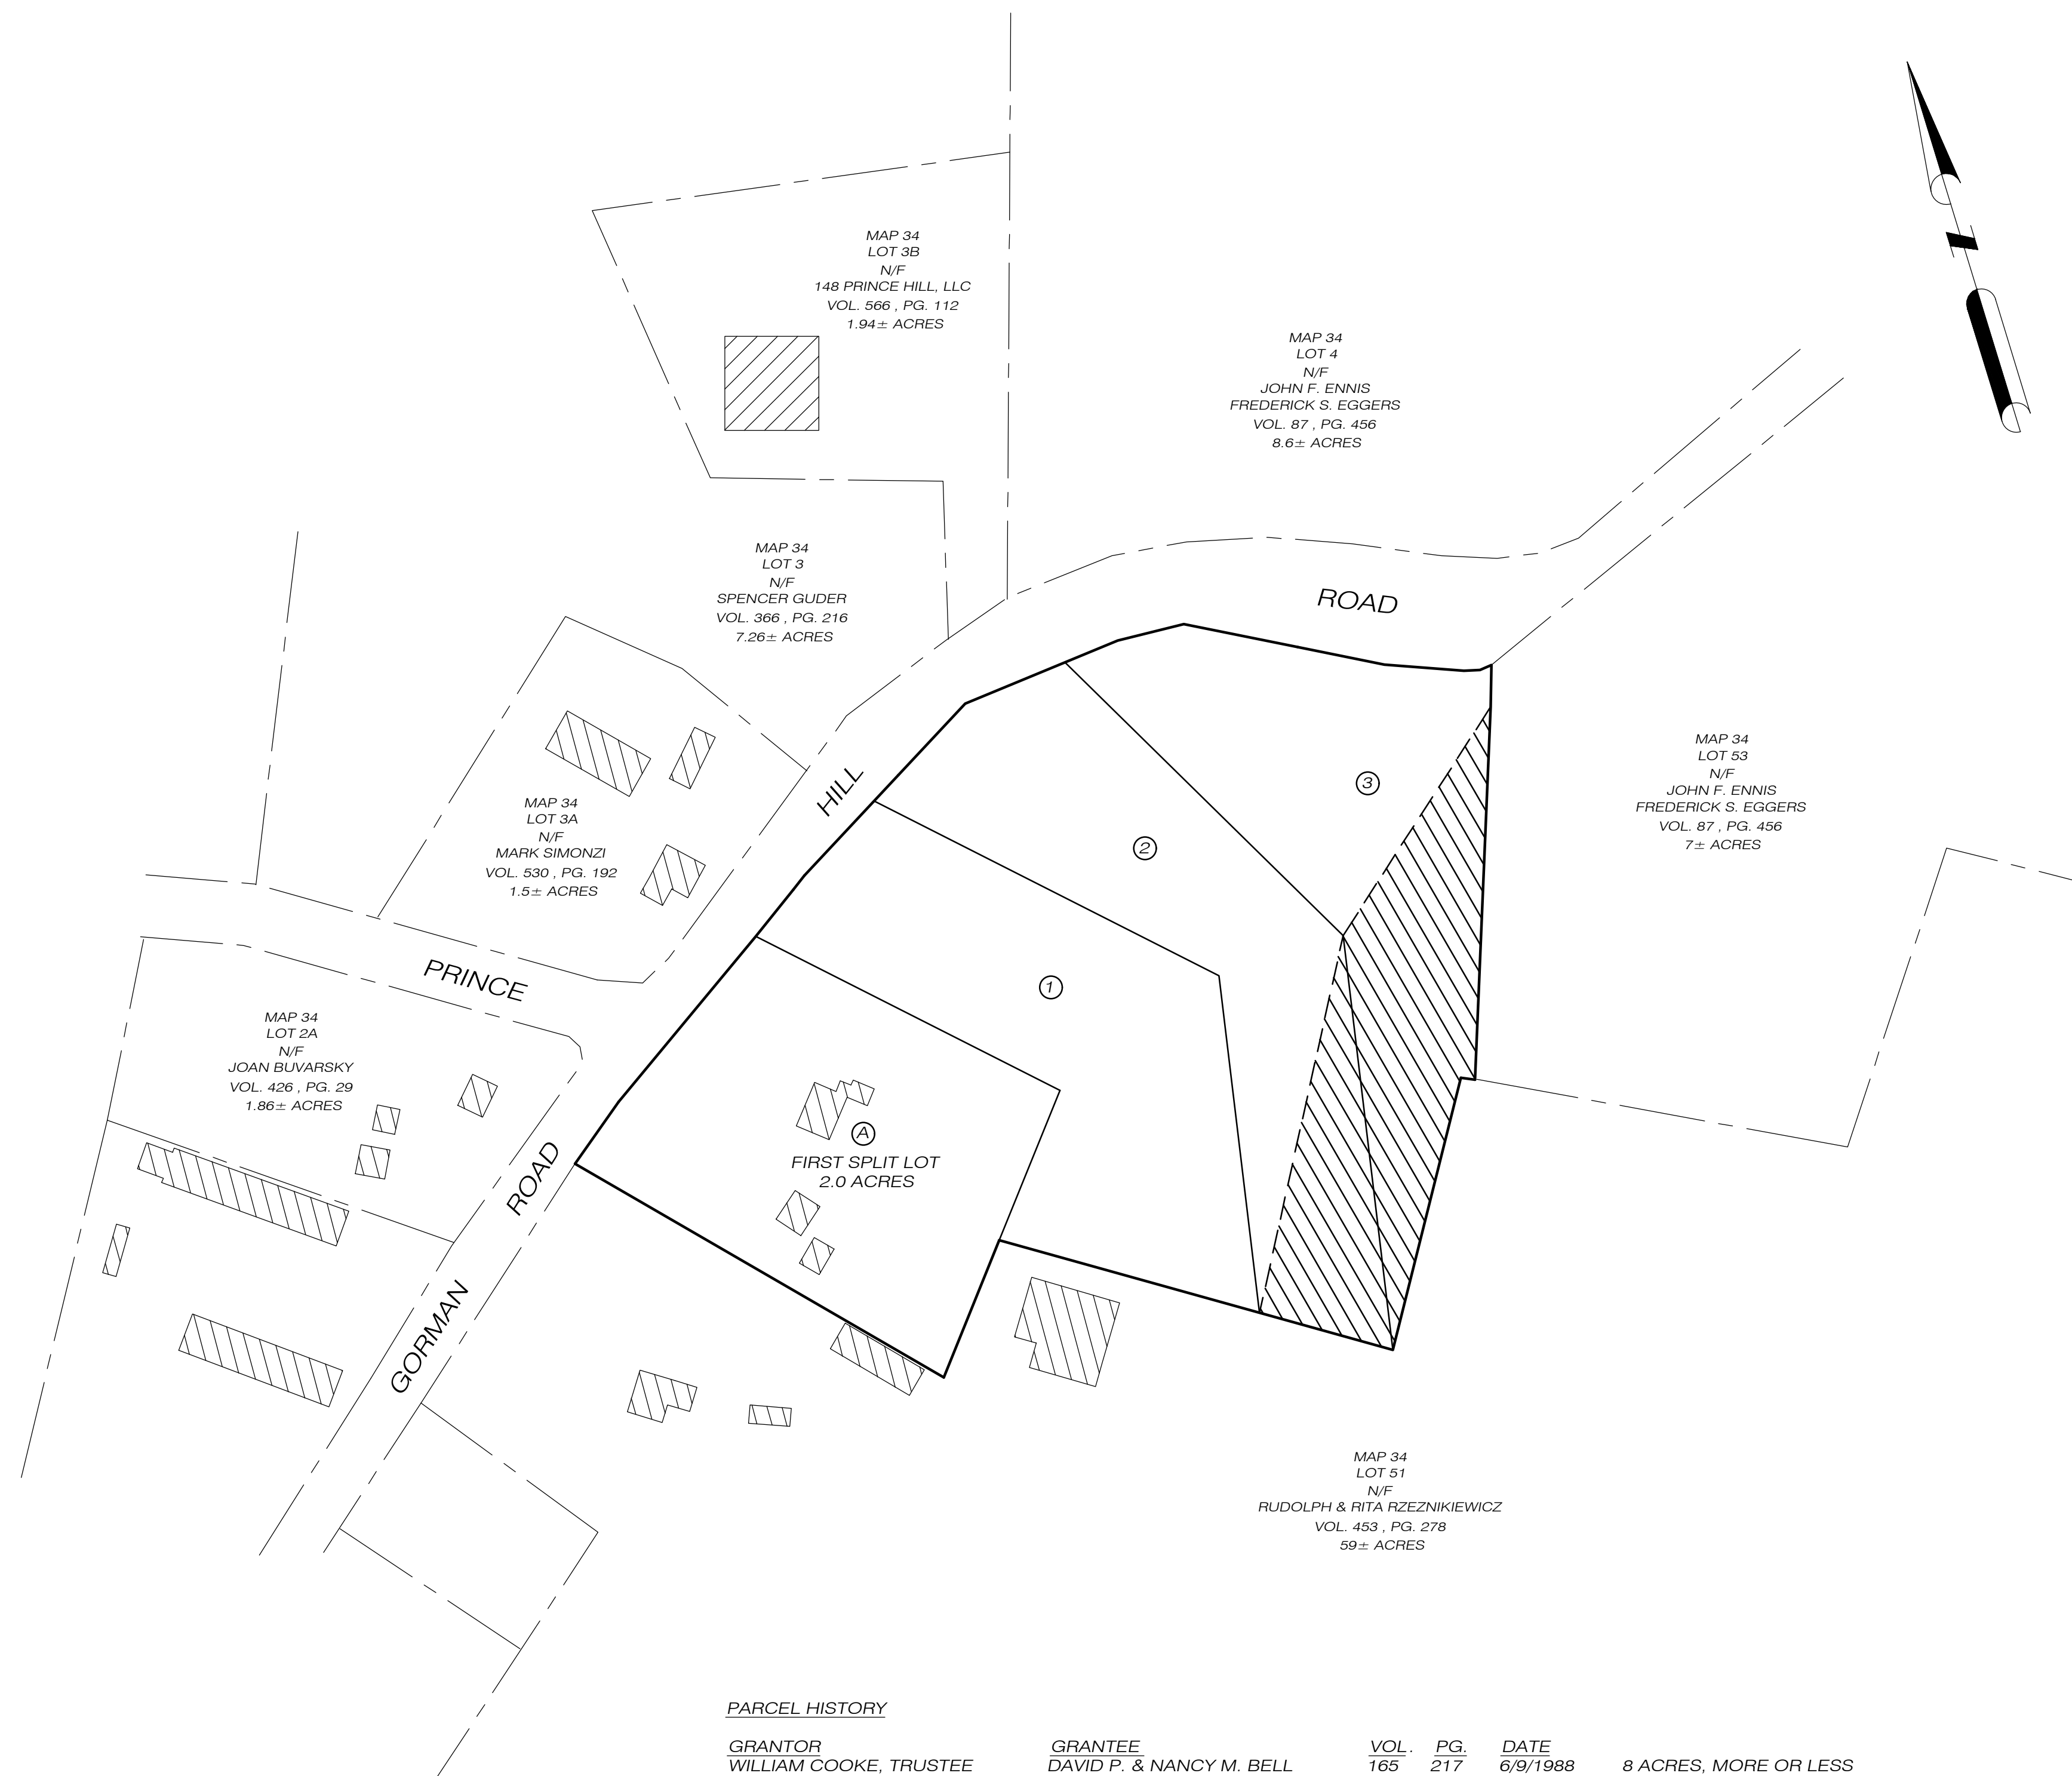 MAP 34
LOT 3B
N/F
148 PRINCE HILL, LLC
VOL. 566 , PG. 112
1.94± ACRES
MAP 34
LOT 4
N/F
JOHN F. ENNIS
FREDERICK S. EGGERS
VOL. 87 , PG. 456
8.6± ACRES
MAP 34
LOT 3
N/F
SPENCER GUDER
VOL. 366 , PG. 216
7.26± ACRES
ROAD
HILL
PRINCE
MAP 34
LOT 53
N/F
JOHN F. ENNIS
FREDERICK S. EGGERS
VOL. 87 , PG. 456
7± ACRES
MAP 34
LOT 3A
N/F
MARK SIMONZI
VOL. 530 , PG. 192
1.5± ACRES
3
2
1
MAP 34
LOT 2A
N/F
JOAN BUVARSKY
VOL. 426 , PG. 29
1.86± ACRES
A
FIRST SPLIT LOT
2.0 ACRES
GORMAN
ROAD
MAP 34
LOT 51
N/F
RUDOLPH & RITA RZEZNIKIEWICZ
VOL. 453 , PG. 278
59± ACRES
PARCEL HISTORY
GRANTOR GRANTEE VOL. PG. DATE
WILLIAM COOKE, TRUSTEE DAVID P. & NANCY M. BELL 165 217 6/9/1988 8 ACRES, MORE OR LESS